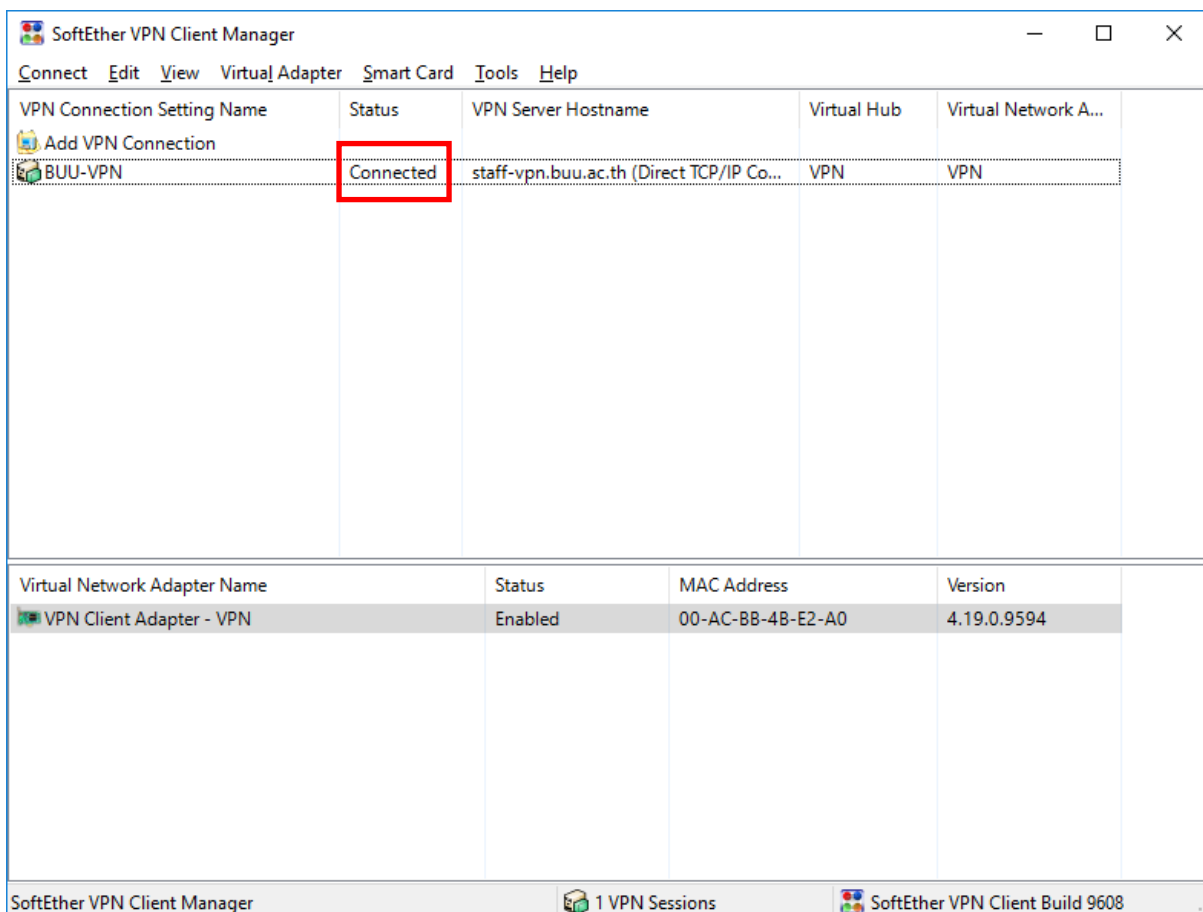 SoftEther VPN Client Manager
Connect Edit View Virtual Adapter Smart Card Tools Help
VPN Connection Setting Name Status VPN Server Hostname Virtual Hub Virtual Network A...
Add VPN Connection
BUU-VPN Connected staff-vpn.buu.ac.th (Direct TCP/IP Co... VPN VPN
Virtual Network Adapter Name Status MAC Address Version
VPN Client Adapter - VPN Enabled 00-AC-BB-4B-E2-A0 4.19.0.9594
SoftEther VPN Client Manager 1 VPN Sessions SoftEther VPN Client Build 9608